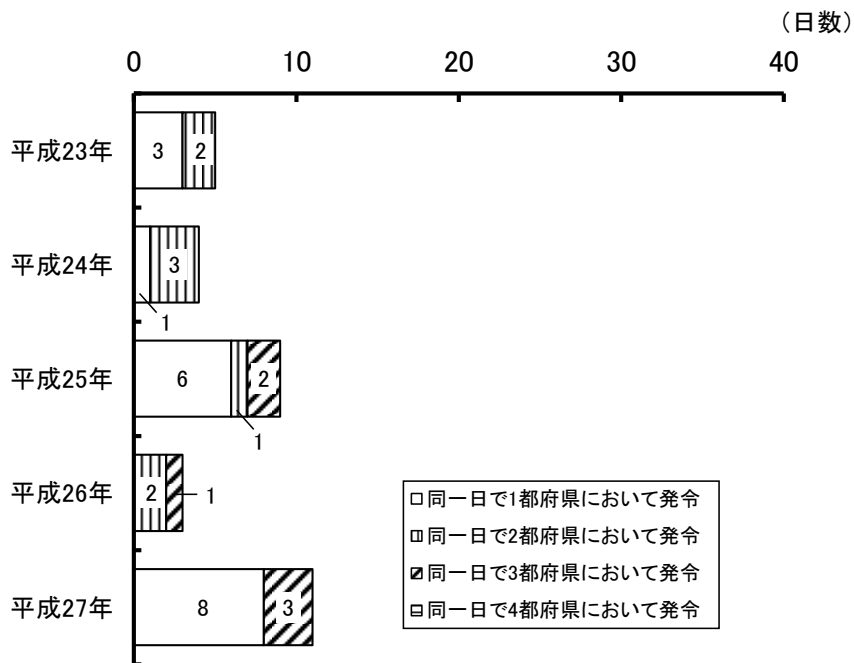 （日数）
0 10 20 30 40
平成23年 3 2
平成24年 3
1
平成25年 6 2
1
平成26年 2 1
平成27年 8 3
同一日で1都府県において発令
同一日で2都府県において発令
同一日で3都府県において発令
同一日で4都府県において発令